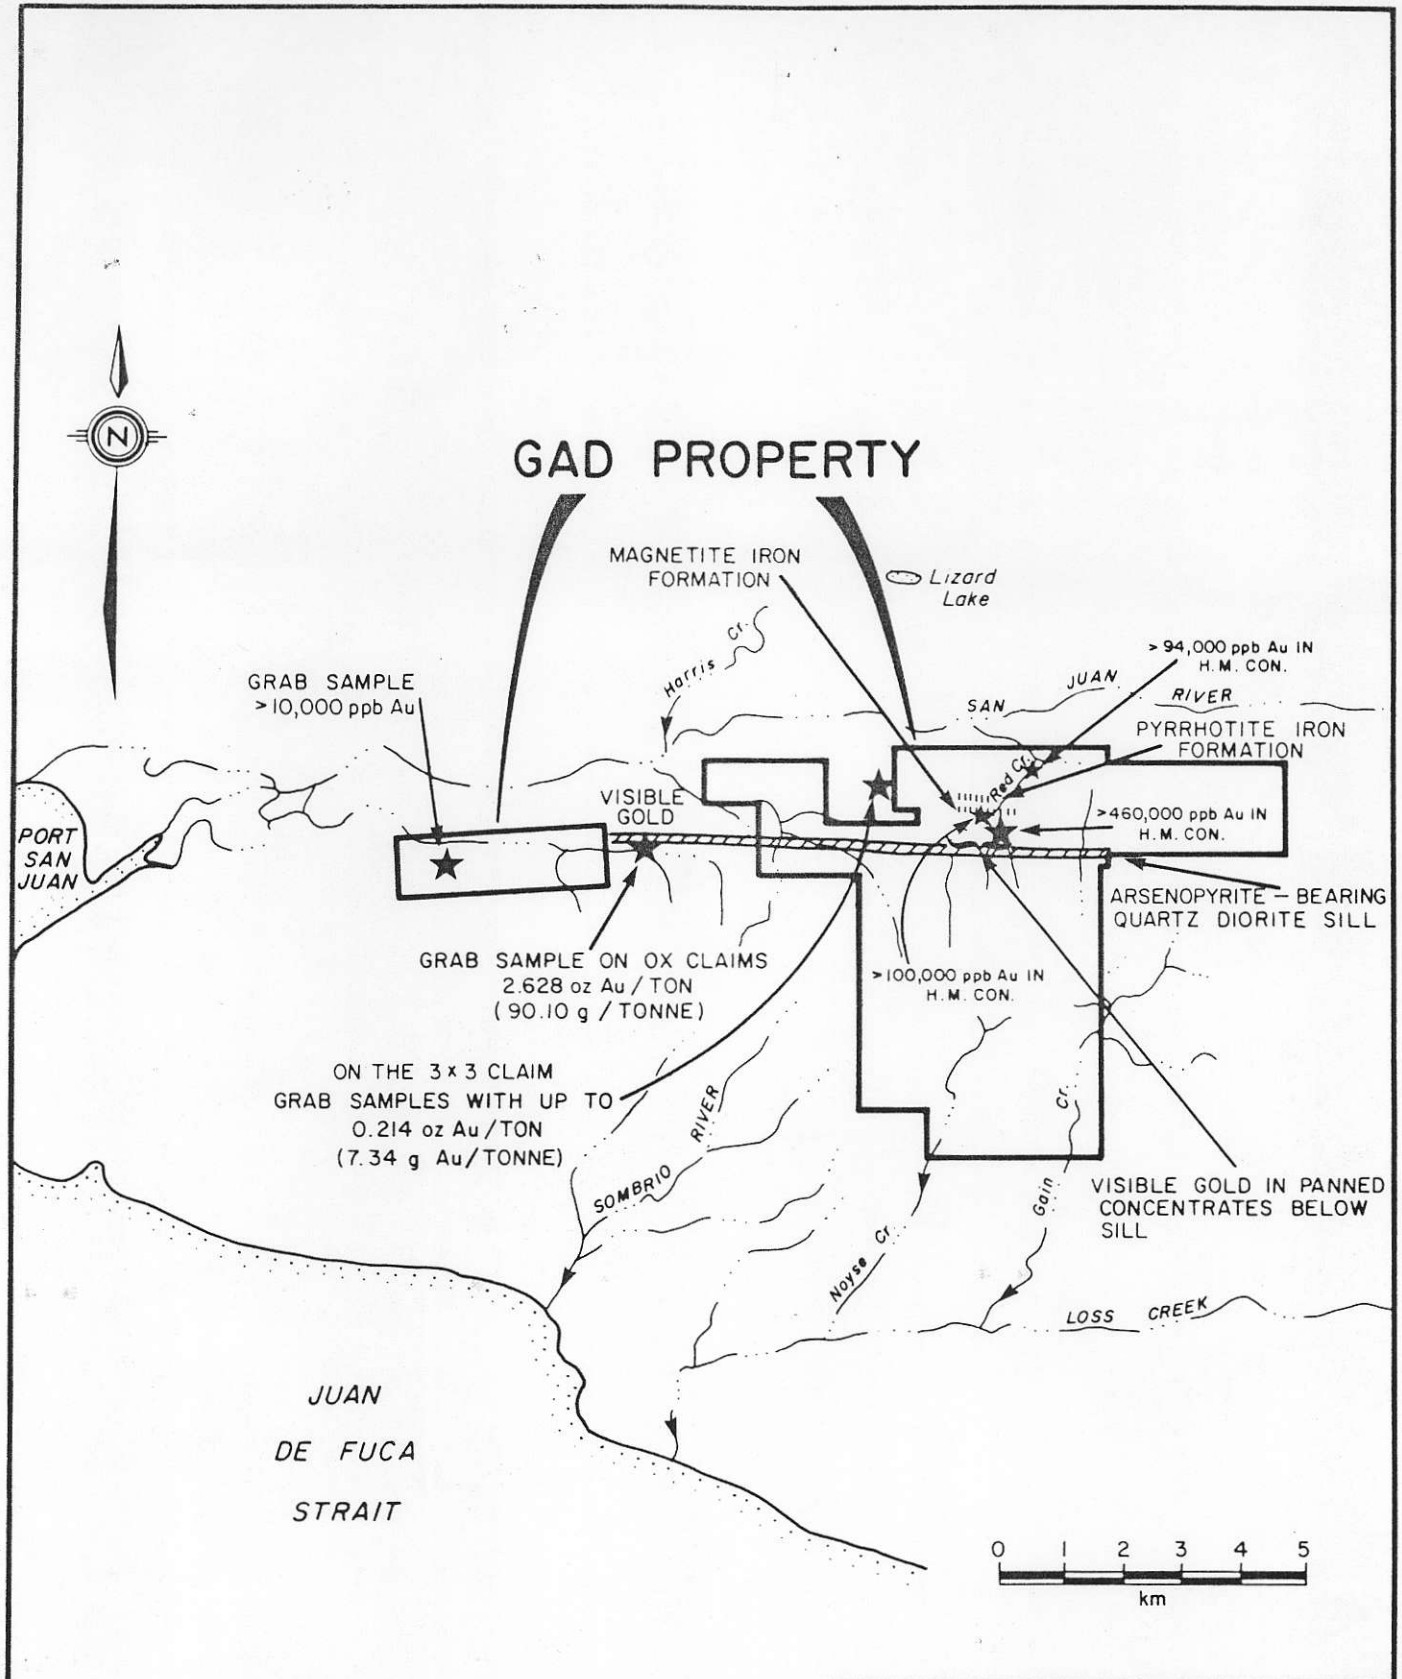 N
GAD PROPERTY
MAGNETITE IRON
FORMATION
Lizard
Lake
Harris Cr.
> 94,000 ppb Au IN
H.M. CON.
SAN JUAN RIVER
GRAB SAMPLE
> 10,000 ppb Au
PYRRHOTITE IRON
FORMATION
Red Cr.
VISIBLE
GOLD
>460,000 ppb Au IN
H.M. CON.
PORT
SAN
JUAN
ARSENOPYRITE – BEARING
QUARTZ DIORITE SILL
GRAB SAMPLE ON OX CLAIMS
2.628 oz Au / TON
( 90.10 g / TONNE)
>100,000 ppb Au IN
H.M. CON.
ON THE 3 x 3 CLAIM
GRAB SAMPLES WITH UP TO
0.214 oz Au / TON
(7.34 g Au/TONNE)
SOMBRIO RIVER
VISIBLE GOLD IN PANNED
CONCENTRATES BELOW
SILL
Noyse Cr.
Gain Cr.
LOSS CREEK
JUAN
DE FUCA
STRAIT
0 1 2 3 4 5
km